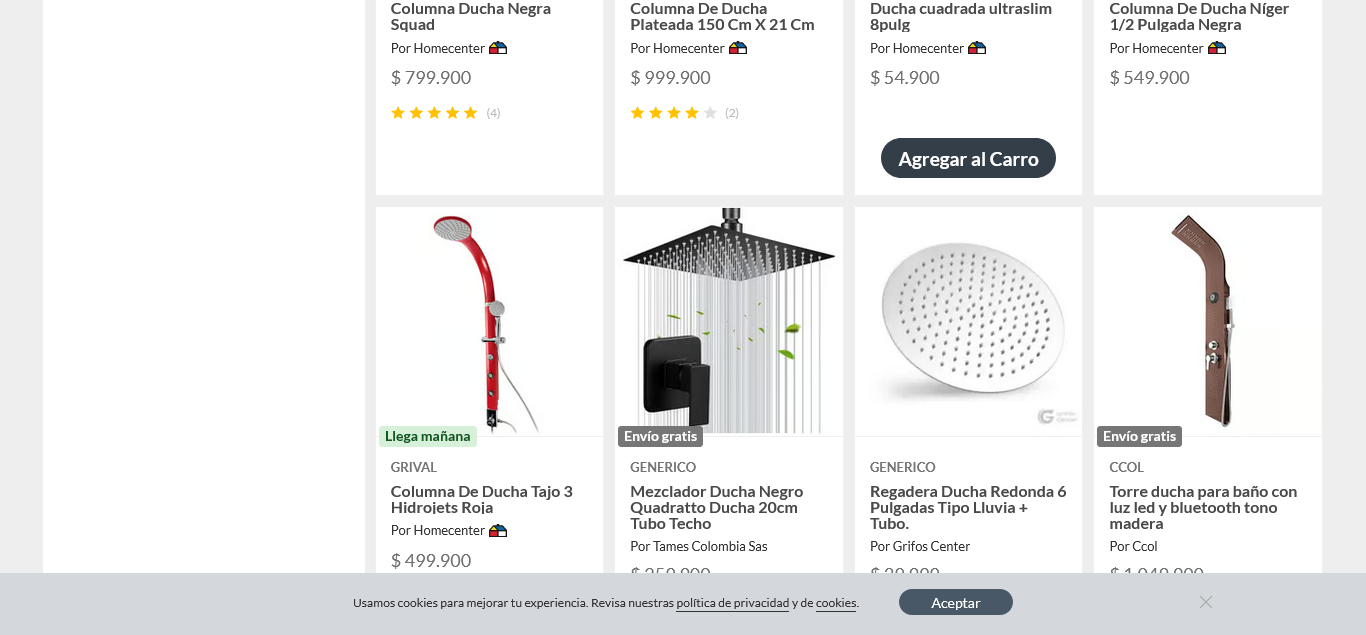 Columna Ducha Negra
Squad
Por Homecenter
$ 799.900
(4)
Columna De Ducha
Plateada 150 Cm X 21 Cm
Por Homecenter
$ 999.900
(2)
Ducha cuadrada ultraslim
8pulg
Por Homecenter
$ 54.900
Agregar al Carro
Columna De Ducha Níger
1/2 Pulgada Negra
Por Homecenter
$ 549.900
Llega mañana
GRIVAL
Columna De Ducha Tajo 3
Hidrojets Roja
Por Homecenter
$ 499.900
Envío gratis
GENERICO
Mezclador Ducha Negro
Quadratto Ducha 20cm
Tubo Techo
Por Tames Colombia Sas
GENERICO
Regadera Ducha Redonda 6
Pulgadas Tipo Lluvia +
Tubo.
Por Grifos Center
Envío gratis
CCOL
Torre ducha para baño con
luz led y bluetooth tono
madera
Por Ccol
Usamos cookies para mejorar tu experiencia. Revisa nuestras política de privacidad y de cookies.
Aceptar